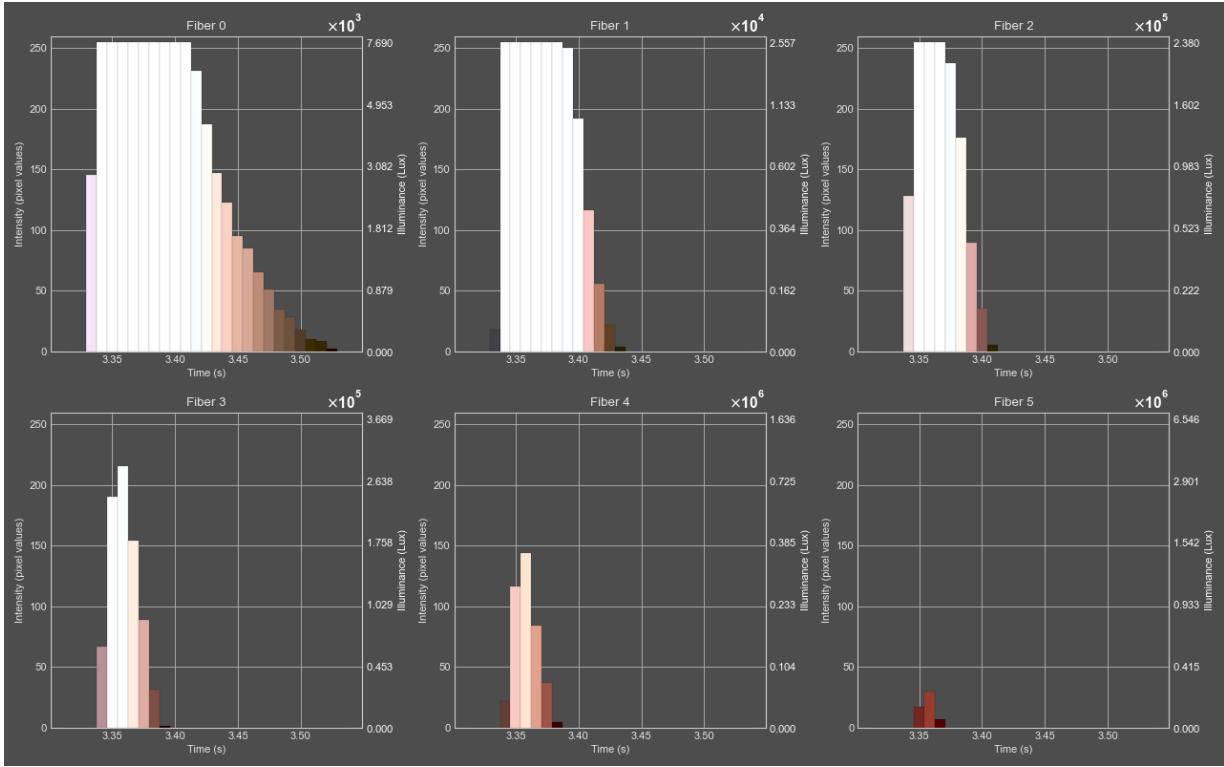 Fiber 0 ×10³
250
200
150
100
50
0
Intensity (pixel values)
7.690
4.953
3.082
1.812
0.879
0.000
Illuminance (Lux)
3.35 3.40 3.45 3.50
Time (s)
Fiber 1 ×10⁴
250
200
150
100
50
0
Intensity (pixel values)
2.557
1.133
0.602
0.364
0.162
0.000
Illuminance (Lux)
3.35 3.40 3.45 3.50
Time (s)
Fiber 2 ×10⁵
250
200
150
100
50
0
Intensity (pixel values)
2.380
1.602
0.983
0.523
0.222
0.000
Illuminance (Lux)
3.35 3.40 3.45 3.50
Time (s)
Fiber 3 ×10⁵
250
200
150
100
50
0
Intensity (pixel values)
3.669
2.638
1.758
1.029
0.453
0.000
Illuminance (Lux)
3.35 3.40 3.45 3.50
Time (s)
Fiber 4 ×10⁶
250
200
150
100
50
0
Intensity (pixel values)
1.636
0.725
0.385
0.233
0.104
0.000
Illuminance (Lux)
3.35 3.40 3.45 3.50
Time (s)
Fiber 5 ×10⁶
250
200
150
100
50
0
Intensity (pixel values)
6.546
2.901
1.542
0.933
0.415
0.000
Illuminance (Lux)
3.35 3.40 3.45 3.50
Time (s)